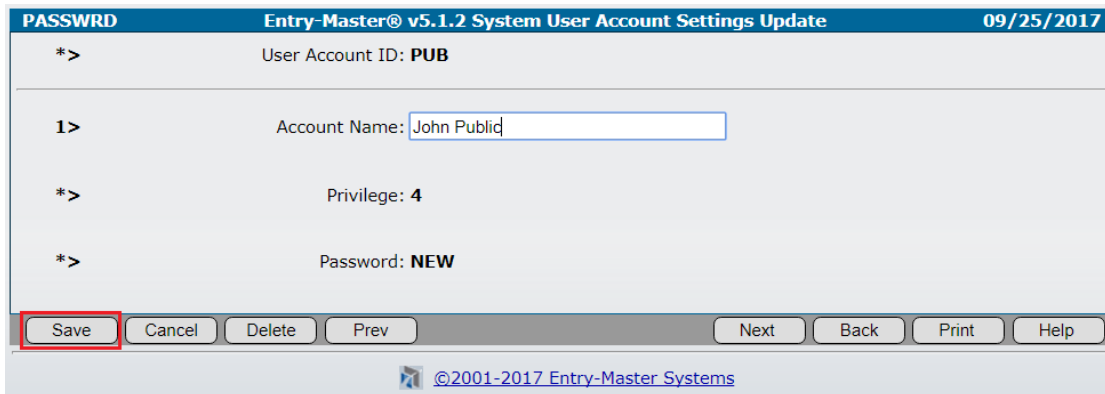 PASSWRD Entry-Master® v5.1.2 System User Account Settings Update 09/25/2017
*> User Account ID: PUB
1> Account Name: John Public
*> Privilege: 4
*> Password: NEW
Save Cancel Delete Prev Next Back Print Help
©2001-2017 Entry-Master Systems